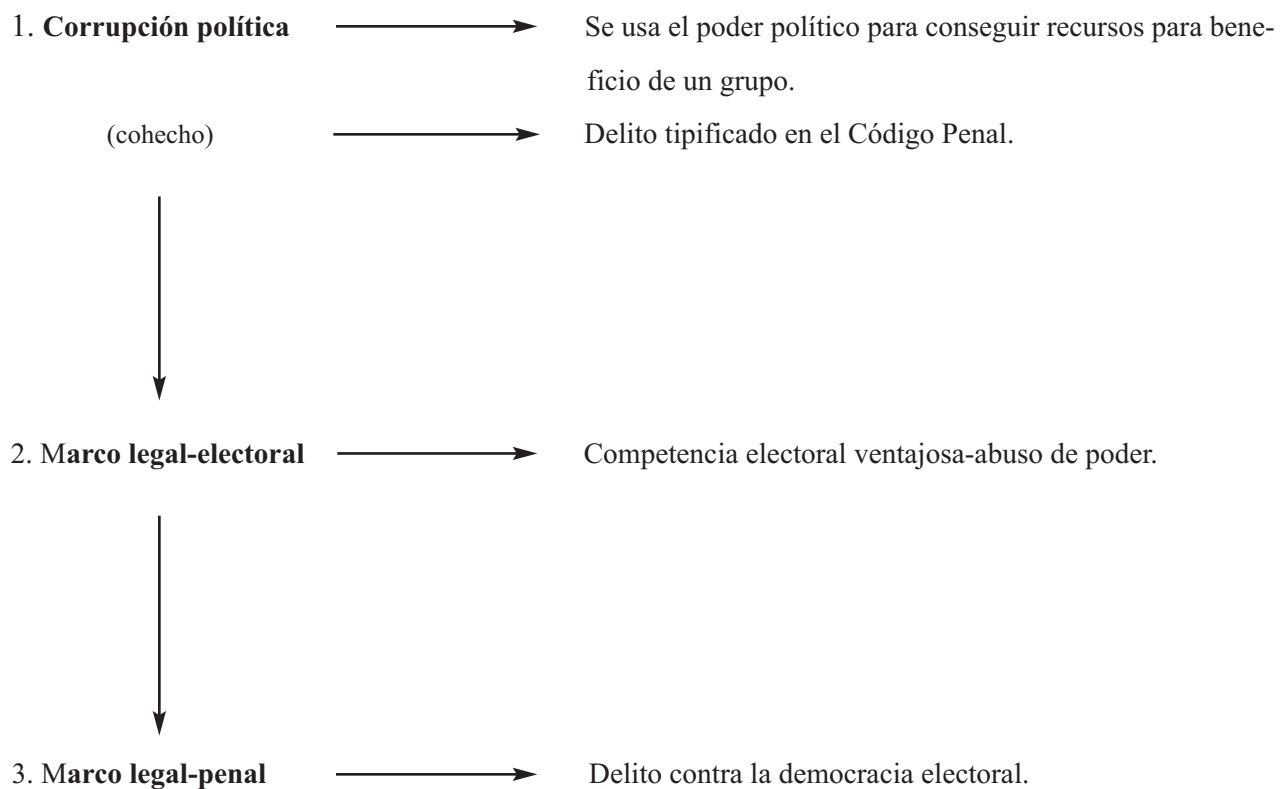 1. Corrupción política Se usa el poder político para conseguir recursos para bene-
ficio de un grupo.
(cohecho) Delito tipificado en el Código Penal.
2. Marco legal-electoral Competencia electoral ventajosa-abuso de poder.
3. Marco legal-penal Delito contra la democracia electoral.